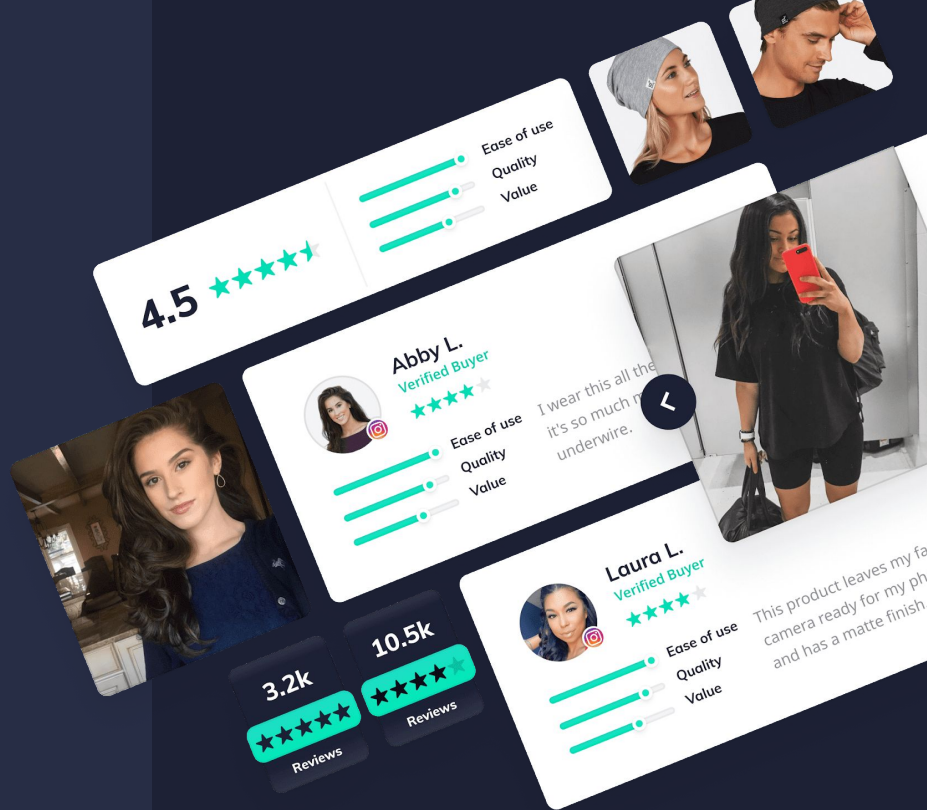 Ease of use
Quality
Value
4.5
Abby L.
Verified Buyer
I wear this all the
it's so much
underwire.
Ease of use
Quality
Value
Laura L.
Verified Buyer
This product leaves my
camera ready for my
and has a matte finish
Ease of use
Quality
Value
3.2k
Reviews
10.5k
Reviews